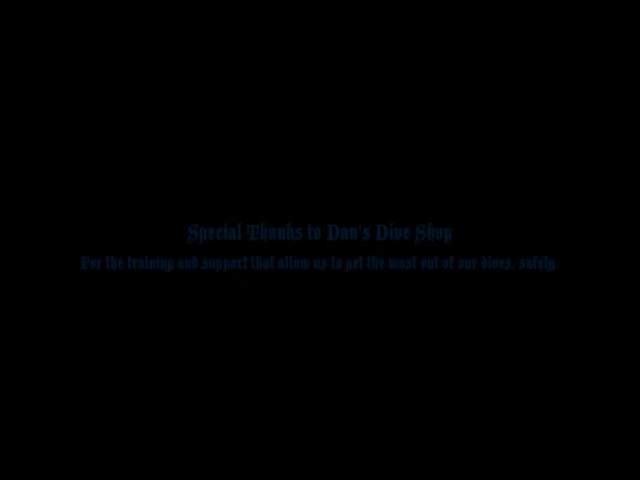 Special Thanks to Dan's Dive Shop
For the training and support that allow us to get the most out of our dives, safely.